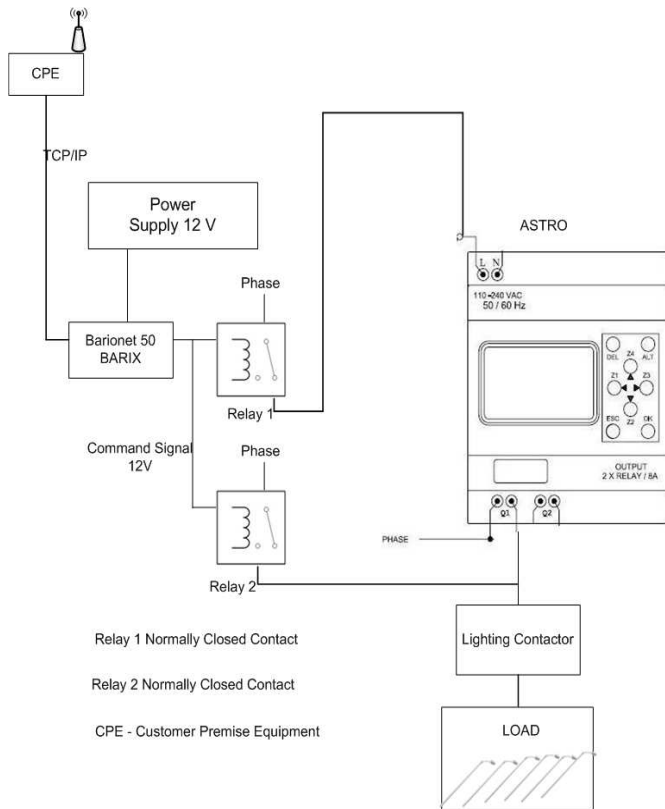 CPE
TCP/IP
Power
Supply 12 V
ASTRO
L N
110-240 VAC
50 / 60 Hz
Phase
Barionet 50
BARIX
Relay 1
DEL
Z4
ALT
Z1
Z3
ESC
Z2
OK
Command Signal
12V
Phase
OUTPUT
2 X RELAY / 8A
Q1
Q2
PHASE
Relay 2
Relay 1 Normally Closed Contact
Lighting Contactor
Relay 2 Normally Closed Contact
CPE - Customer Premise Equipment
LOAD